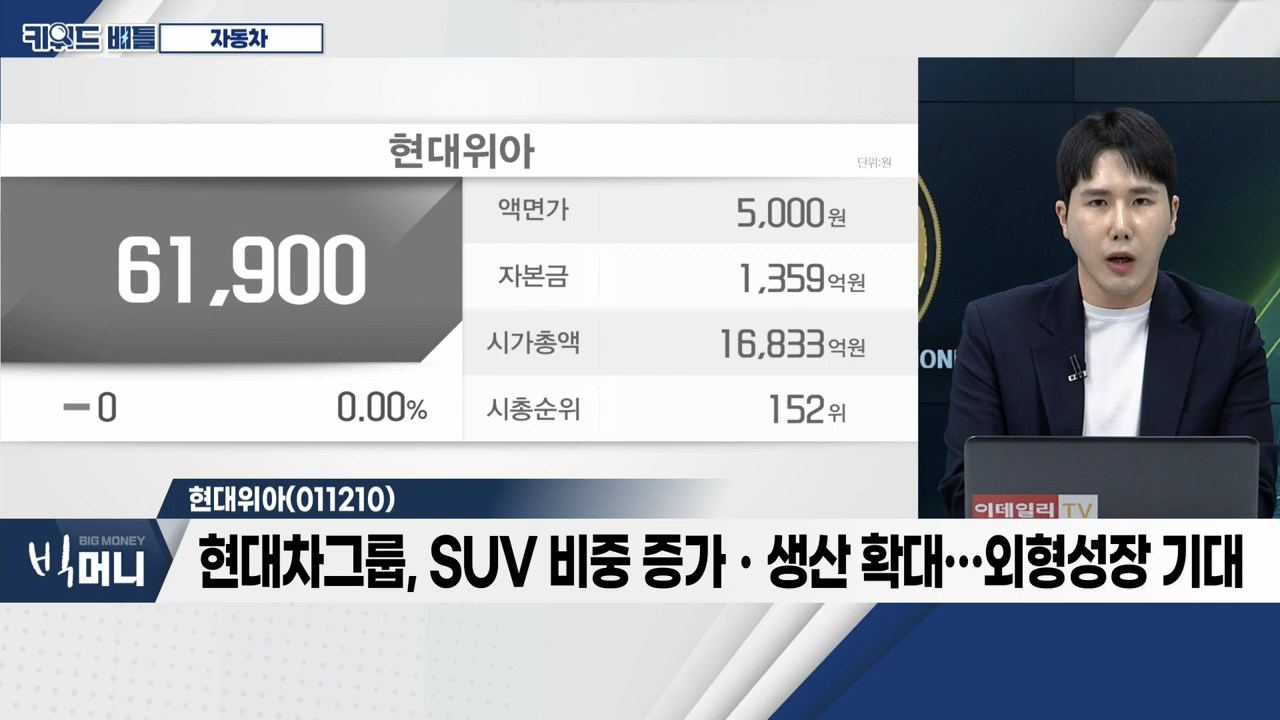 키워드 배틀
자동차
현대위아
단위:원
61,900
0
0.00%
액면가 5,000원
자본금 1,359억원
시가총액 16,833억원
시총순위 152위
ON
이데일리 TV
현대위아(011210)
BIG MONEY
빅머니
현대차그룹, SUV 비중 증가·생산 확대…외형성장 기대